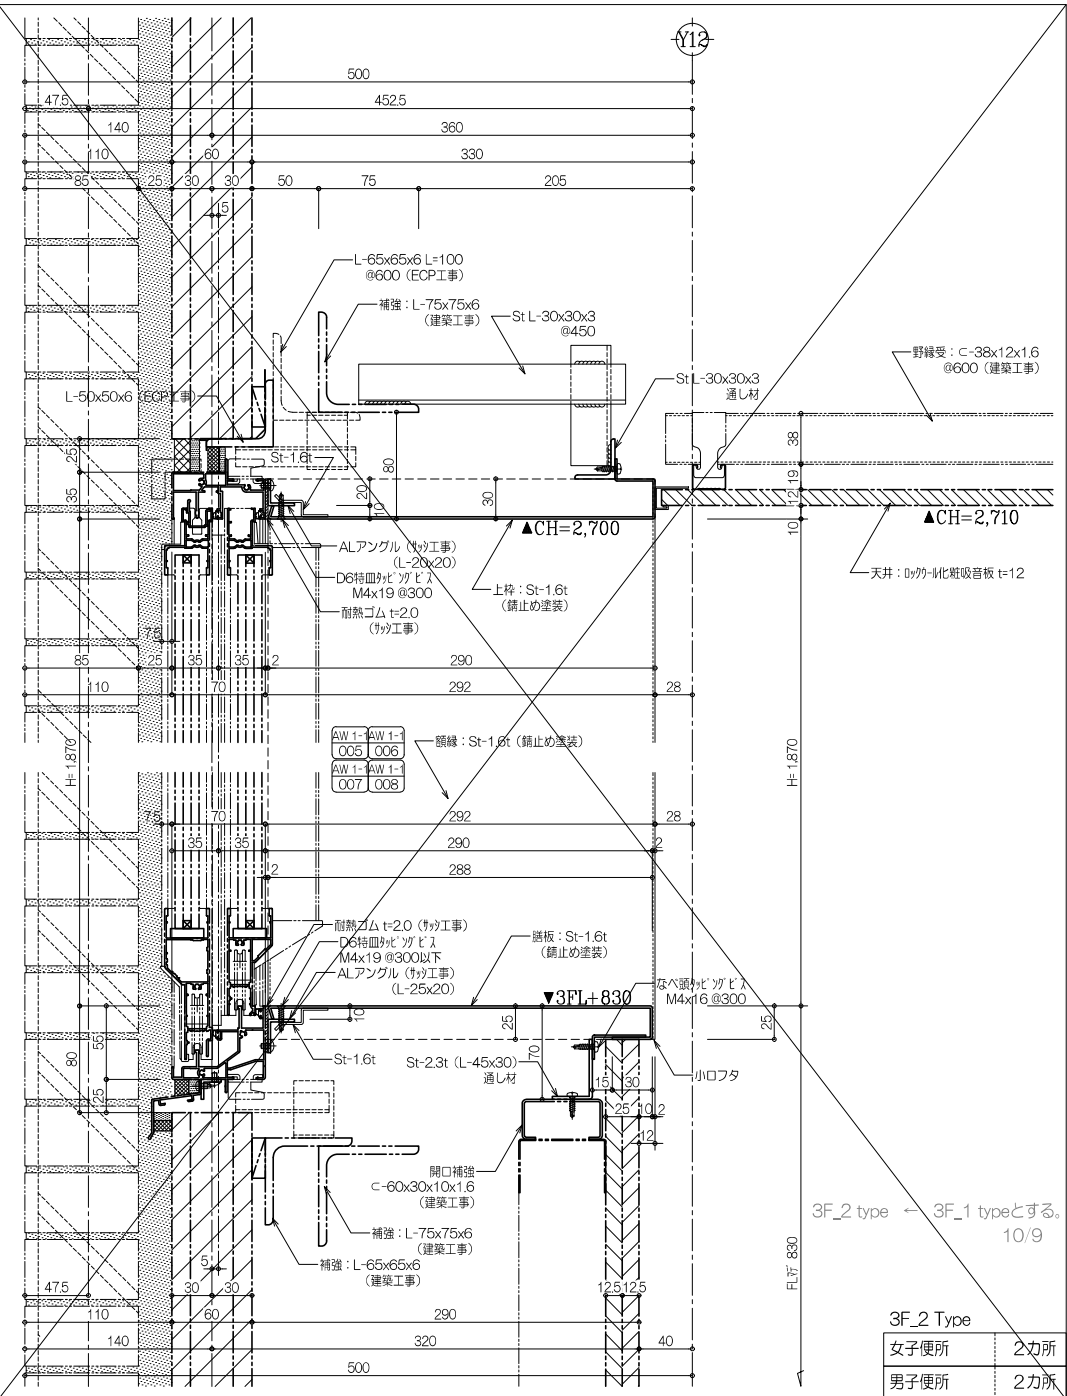 Y12
500
47.5
452.5
140
360
110
60
330
85
25
30
30
50
75
205
5
L-65x65x6 L=100
@600 (ECP工事)
補強：L-75x75x6
(建築工事)
St L-30x30x3
@450
野縁受：⊂-38x12x1.6
@600 (建築工事)
St L-30x30x3
通し材
L-50x50x6 (ECP工事)
25
35
St-1.6t
80
20
10
30
38
19
12
10
▲CH=2,700
▲CH=2,710
ALアングル (サッシ工事)
(L-20x20)
D6特皿タッピングビス
M4x19 @300
耐熱ゴム t=2.0
(サッシ工事)
上枠：St-1.6t
(錆止め塗装)
天井：ロックウール化粧吸音板 t=12
7.5
85
25
35
35
2
290
110
70
292
28
AW 1-1
005
AW 1-1
006
AW 1-1
007
AW 1-1
008
額縁：St-1.6t (錆止め塗装)
H=1,870
H=1,870
7.5
70
292
28
35
35
290
2
2
288
耐熱ゴム t=2.0 (サッシ工事)
D6特皿タッピングビス
M4x19 @300以下
ALアングル (サッシ工事)
(L-25x20)
膳板：St-1.6t
(錆止め塗装)
▼3FL+830
なべ頭タッピングビス
M4x16 @300
10
25
70
25
55
80
25
St-1.6t
St-2.3t (L-45x30)
通し材
小口フタ
15
30
25
10
2
12
開口補強
⊂-60x30x10x1.6
(建築工事)
補強：L-75x75x6
(建築工事)
補強：L-65x65x6
(建築工事)
3F_2 type ← 3F_1 typeとする。
10/9
FLマデ 830
5
47.5
30
30
12.5
12.5
110
60
290
140
320
40
500
3F_2 Type
女子便所 2カ所
男子便所 2カ所